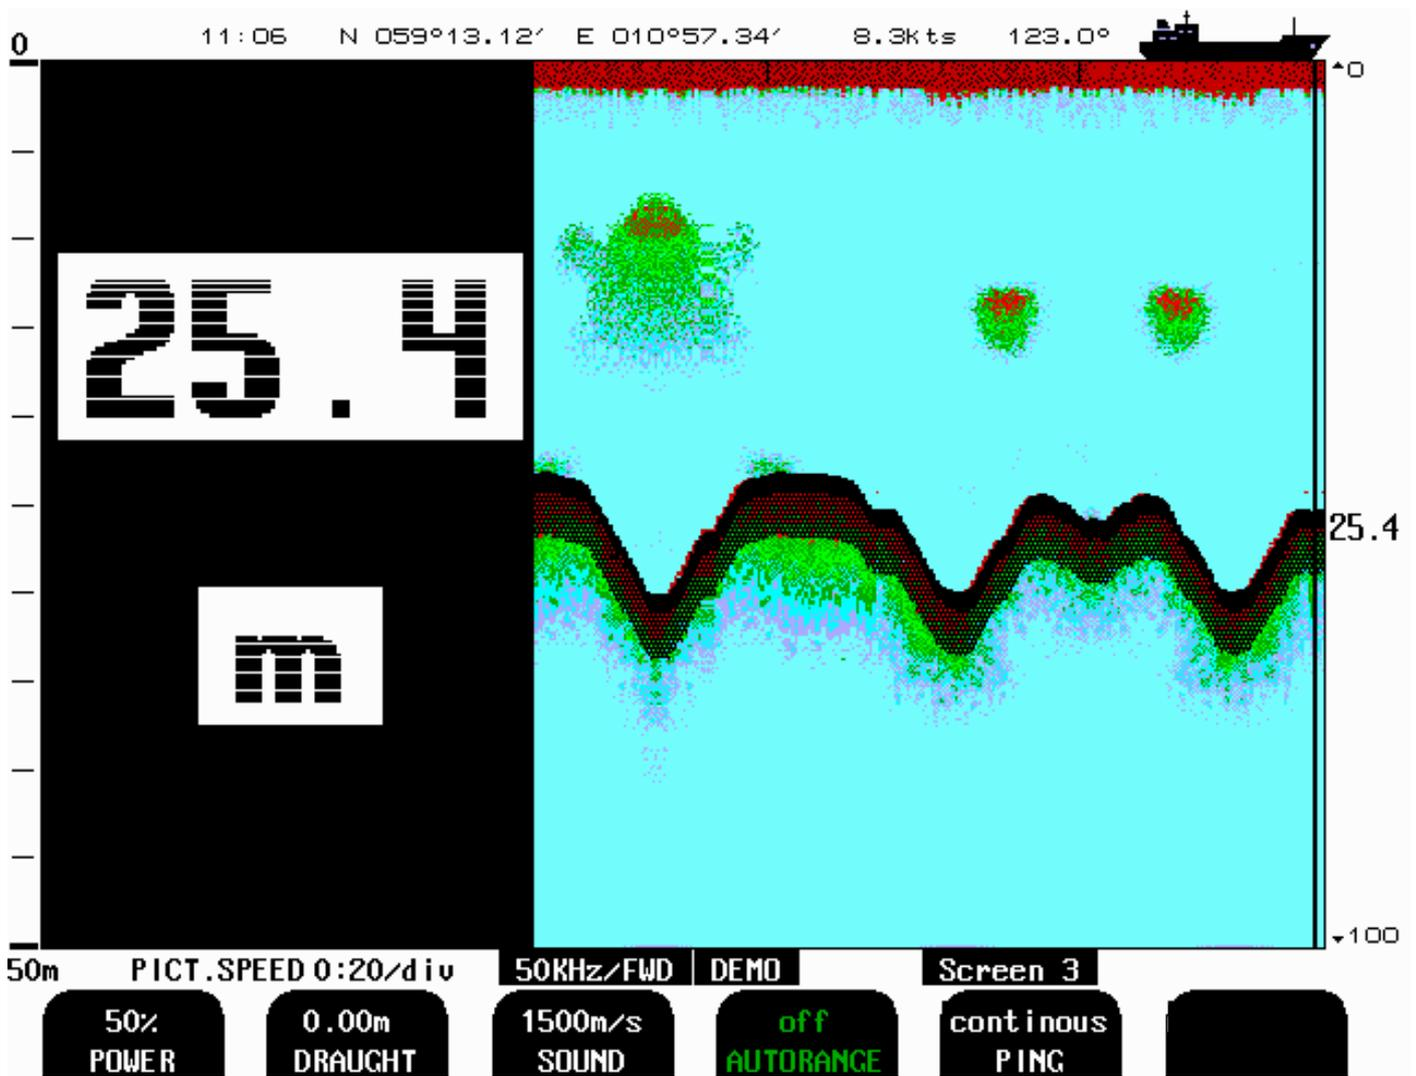 0 11:06 N 059°13.12′ E 010°57.34′ 8.3kts 123.0°
0
25.4
25.4
m
100
50m PICT.SPEED 0:20/div 50KHz/FWD DEMO Screen 3
50% 0.00m 1500m/s off continous
POWER DRAUGHT SOUND AUTORANGE PING